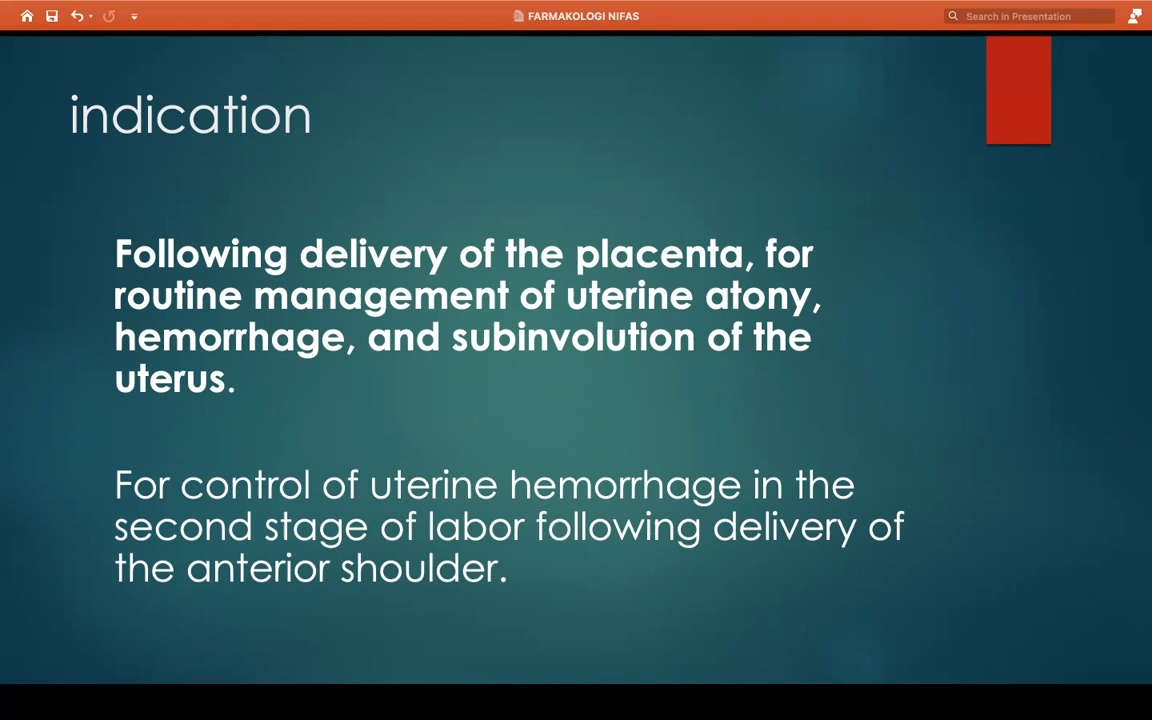 FARMAKOLOGI NIFAS
Search in Presentation
indication
Following delivery of the placenta, for
routine management of uterine atony,
hemorrhage, and subinvolution of the
uterus.
For control of uterine hemorrhage in the
second stage of labor following delivery of
the anterior shoulder.